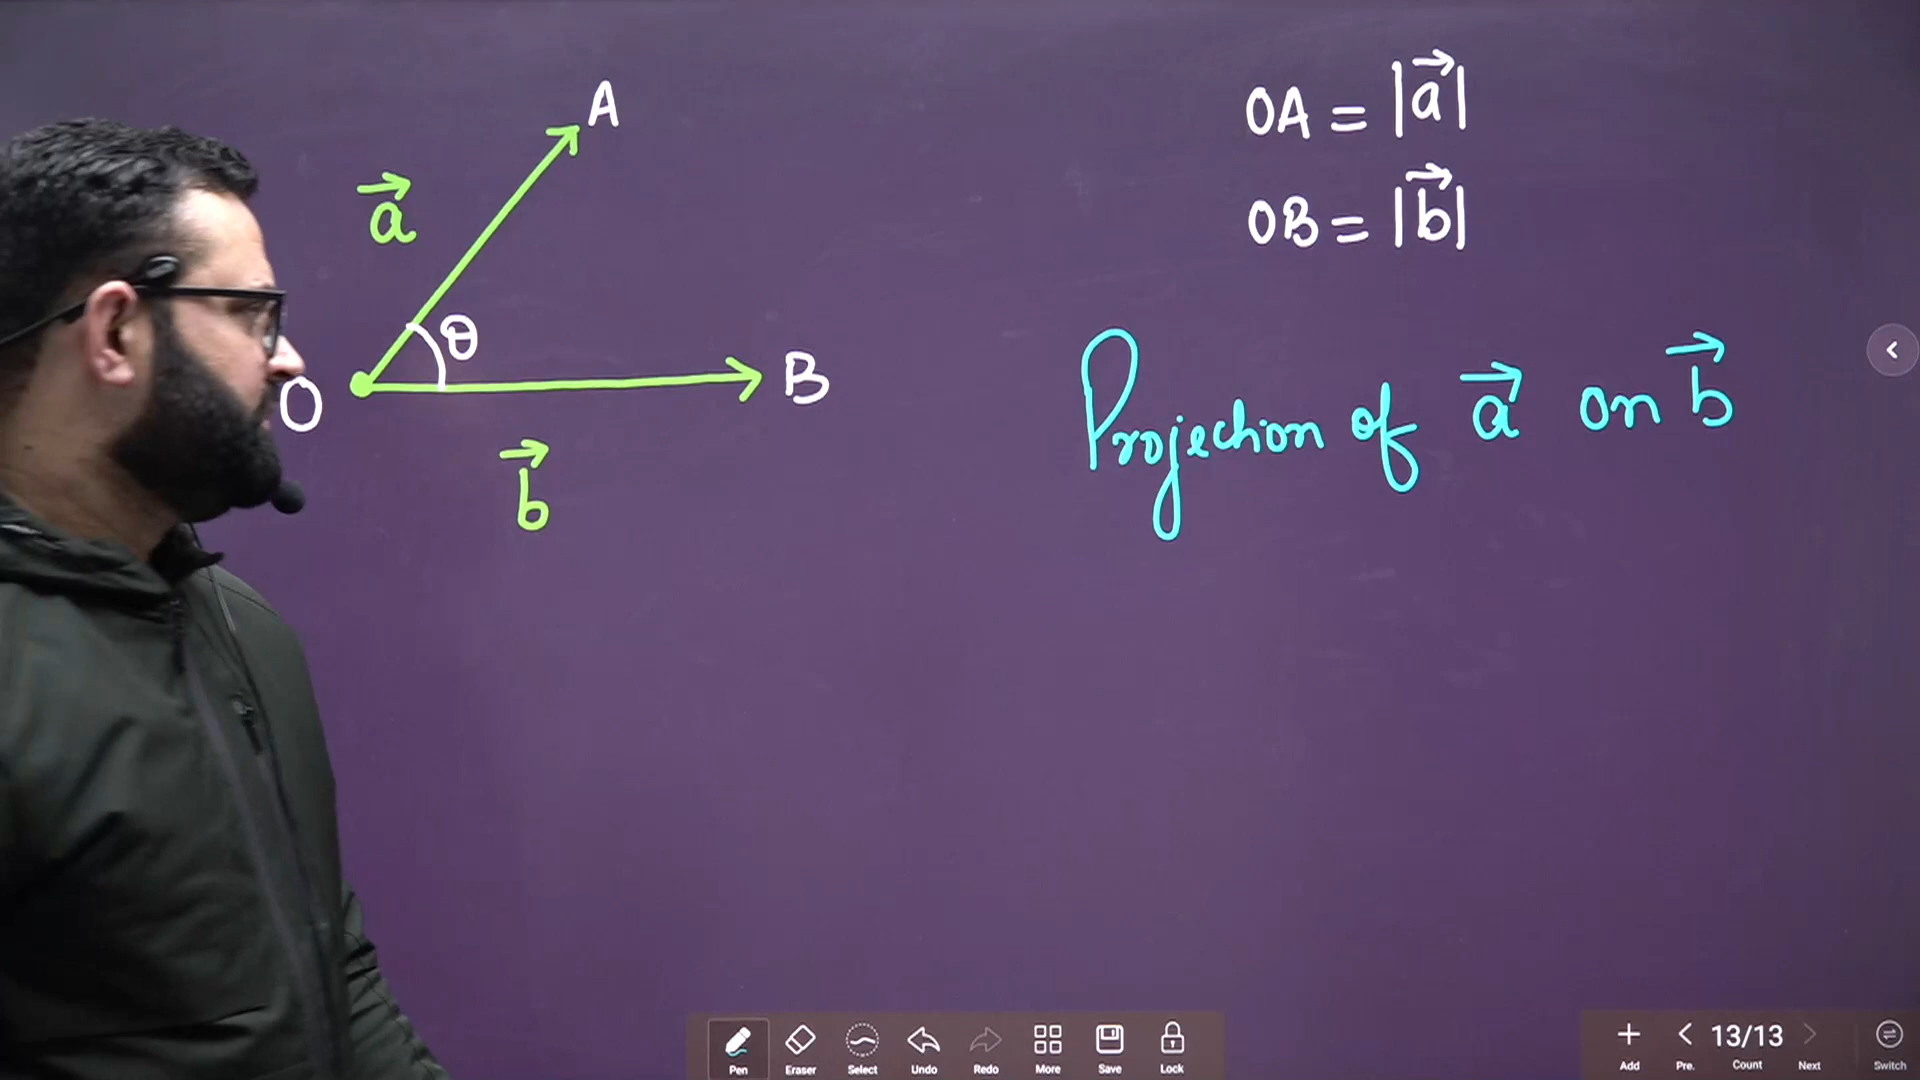 A
OA = |a⃗|
a⃗
OB = |b⃗|
θ
O
B
Projection of a⃗ on b⃗
b⃗
Pen Eraser Select Undo Redo More Save Lock
Add Pre. 13/13 Count Next Switch